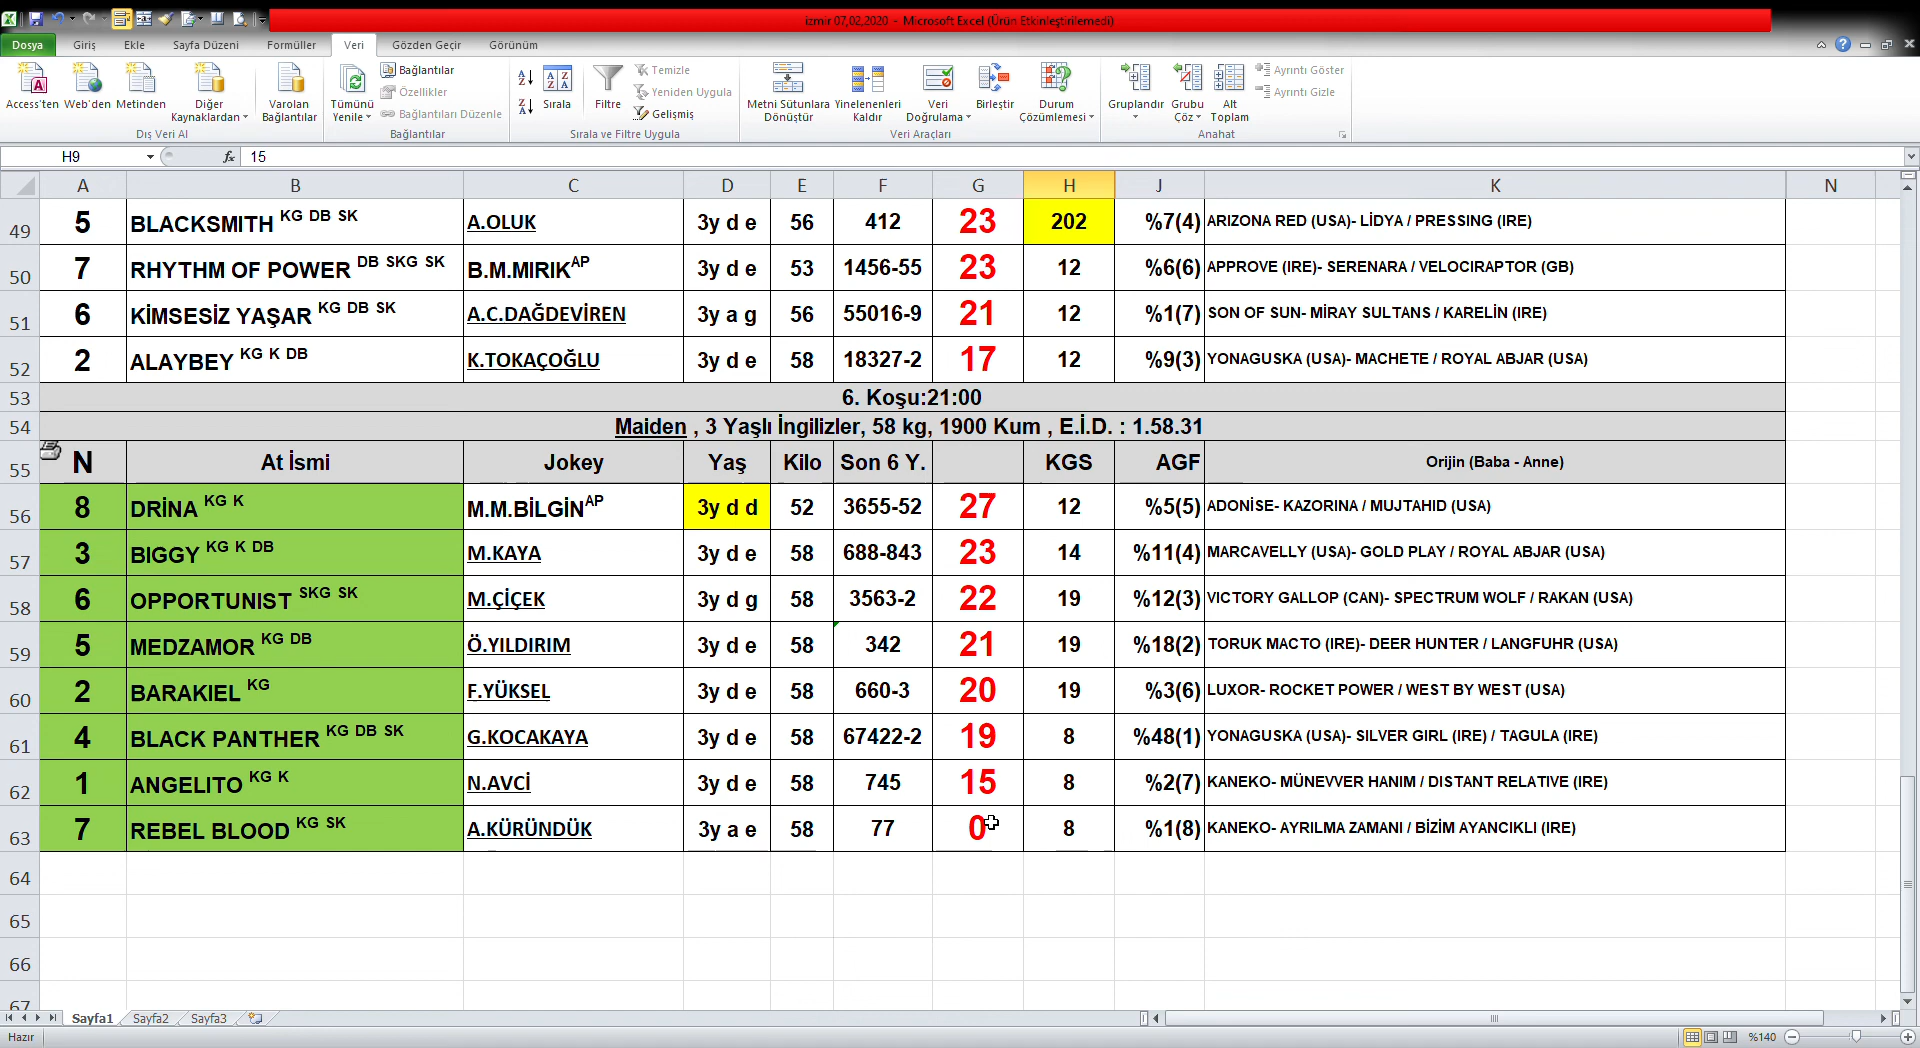 izmir 07,02,2020 - Microsoft Excel (Ürün Etkinleştirilemedi)
Dosya Giriş Ekle Sayfa Düzeni Formüller Veri Gözden Geçir Görünüm
Access'ten Web'den Metinden Diğer Kaynaklardan Varolan Bağlantılar
Dış Veri Al
Tümünü Yenile Bağlantılar Özellikler Bağlantıları Düzenle
Bağlantılar
Sırala Filtre Temizle Yeniden Uygula Gelişmiş
Sırala ve Filtre Uygula
Metni Sütunlara Dönüştür Yinelenenleri Kaldır Veri Doğrulama Birleştir Durum Çözümlemesi
Veri Araçları
Gruplandır Grubu Çöz Alt Toplam Ayrıntı Göster Ayrıntı Gizle
Anahat
H9 fx 15
A B C D E F G H J K N
49 5 BLACKSMITH KG DB SK A.OLUK 3y d e 56 412 23 202 %7(4) ARIZONA RED (USA)- LİDYA / PRESSING (IRE)
50 7 RHYTHM OF POWER DB SKG SK B.M.MIRIK AP 3y d e 53 1456-55 23 12 %6(6) APPROVE (IRE)- SERENARA / VELOCIRAPTOR (GB)
51 6 KİMSESİZ YAŞAR KG DB SK A.C.DAĞDEVİREN 3y a g 56 55016-9 21 12 %1(7) SON OF SUN- MİRAY SULTANS / KARELİN (IRE)
52 2 ALAYBEY KG K DB K.TOKAÇOĞLU 3y d e 58 18327-2 17 12 %9(3) YONAGUSKA (USA)- MACHETE / ROYAL ABJAR (USA)
53 6. Koşu:21:00
54 Maiden , 3 Yaşlı İngilizler, 58 kg, 1900 Kum , E.İ.D. : 1.58.31
55 N At İsmi Jokey Yaş Kilo Son 6 Y. KGS AGF Orijin (Baba - Anne)
56 8 DRİNA KG K M.M.BİLGİN AP 3y d d 52 3655-52 27 12 %5(5) ADONİSE- KAZORINA / MUJTAHID (USA)
57 3 BIGGY KG K DB M.KAYA 3y d e 58 688-843 23 14 %11(4) MARCAVELLY (USA)- GOLD PLAY / ROYAL ABJAR (USA)
58 6 OPPORTUNIST SKG SK M.ÇİÇEK 3y d g 58 3563-2 22 19 %12(3) VICTORY GALLOP (CAN)- SPECTRUM WOLF / RAKAN (USA)
59 5 MEDZAMOR KG DB Ö.YILDIRIM 3y d e 58 342 21 19 %18(2) TORUK MACTO (IRE)- DEER HUNTER / LANGFUHR (USA)
60 2 BARAKIEL KG F.YÜKSEL 3y d e 58 660-3 20 19 %3(6) LUXOR- ROCKET POWER / WEST BY WEST (USA)
61 4 BLACK PANTHER KG DB SK G.KOCAKAYA 3y d e 58 67422-2 19 8 %48(1) YONAGUSKA (USA)- SILVER GIRL (IRE) / TAGULA (IRE)
62 1 ANGELITO KG K N.AVCİ 3y d e 58 745 15 8 %2(7) KANEKO- MÜNEVVER HANIM / DISTANT RELATIVE (IRE)
63 7 REBEL BLOOD KG SK A.KÜRÜNDÜK 3y a e 58 77 0 8 %1(8) KANEKO- AYRILMA ZAMANI / BİZİM AYANCIKLI (IRE)
64
65
66
67
Sayfa1 Sayfa2 Sayfa3
Hazır %140